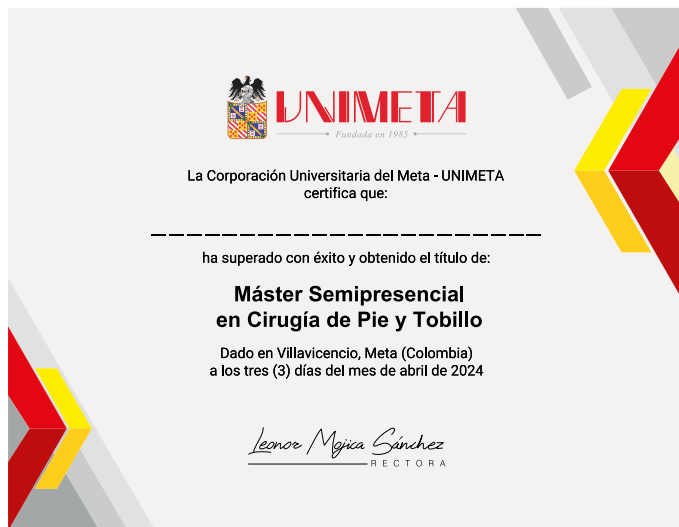 UNIMETA
Fundada en 1985
La Corporación Universitaria del Meta - UNIMETA
certifica que:
ha superado con éxito y obtenido el título de:
Máster Semipresencial
en Cirugía de Pie y Tobillo
Dado en Villavicencio, Meta (Colombia)
a los tres (3) días del mes de abril de 2024
Leonor Mojica Sánchez
RECTORA